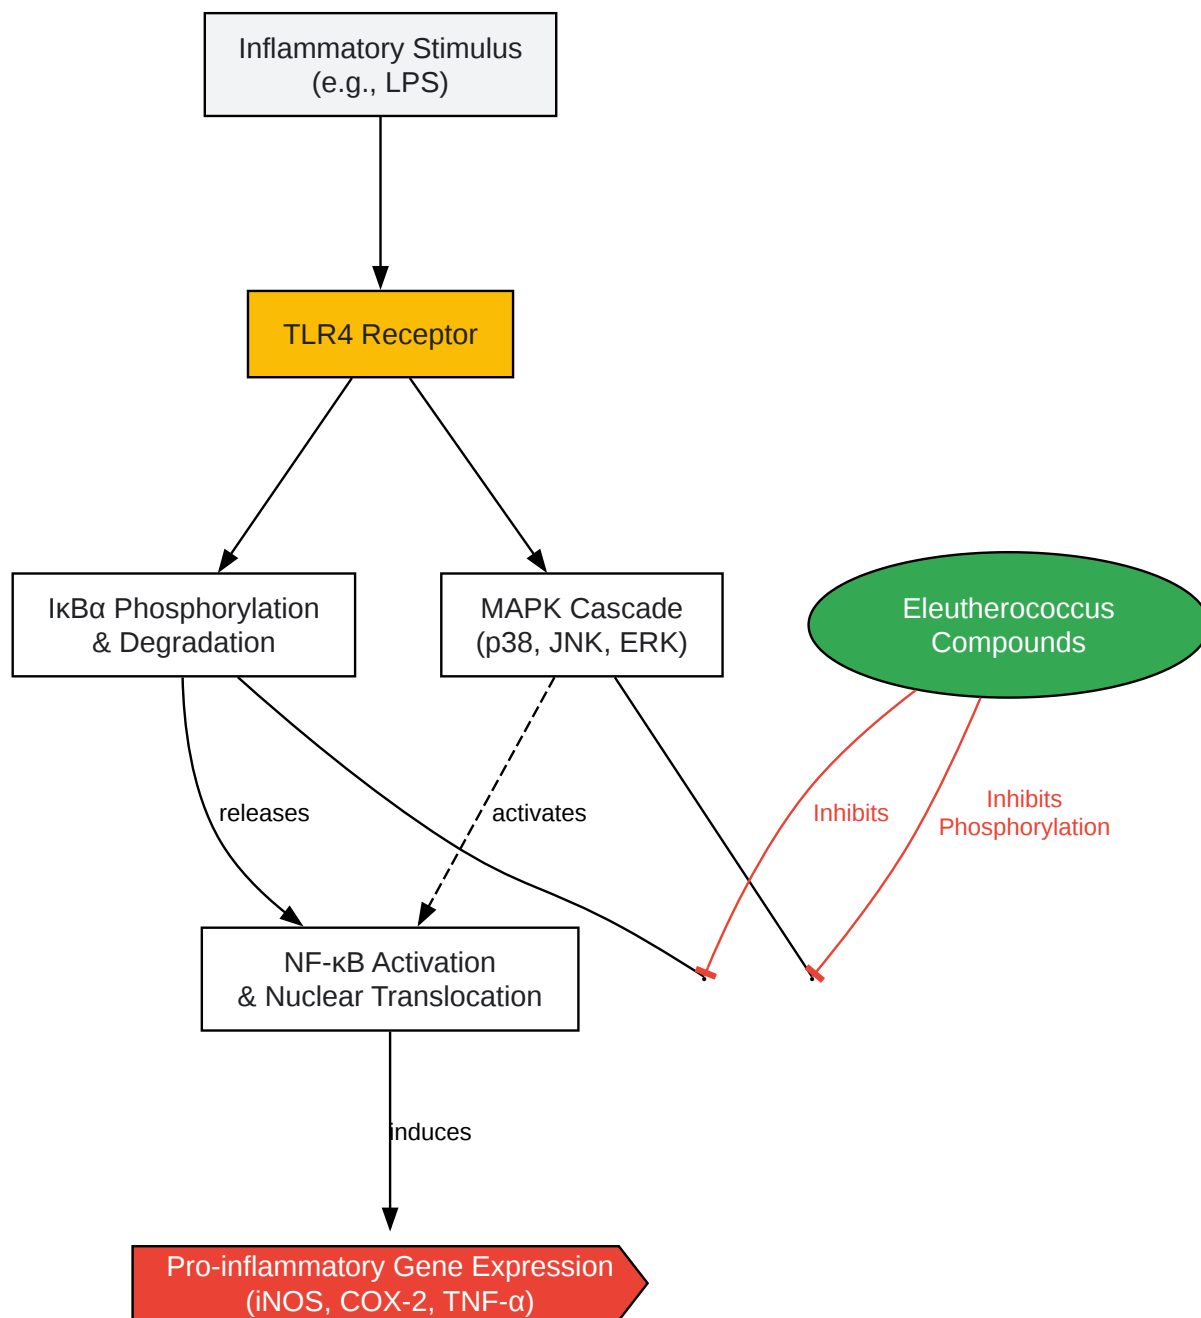 Inflammatory Stimulus
(e.g., LPS)
TLR4 Receptor
IκBα Phosphorylation
& Degradation
MAPK Cascade
(p38, JNK, ERK)
Eleutherococcus
Compounds
releases
activates
Inhibits
Inhibits
Phosphorylation
NF-κB Activation
& Nuclear Translocation
induces
Pro-inflammatory Gene Expression
(iNOS, COX-2, TNF-α)